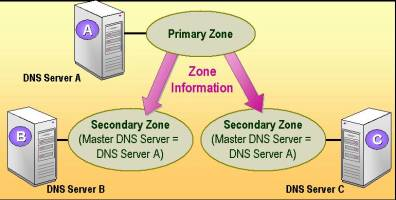 A
Primary Zone
DNS Server A
Zone
Information
B
Secondary Zone
(Master DNS Server =
DNS Server A)
DNS Server B
Secondary Zone
(Master DNS Server =
DNS Server A)
C
DNS Server C